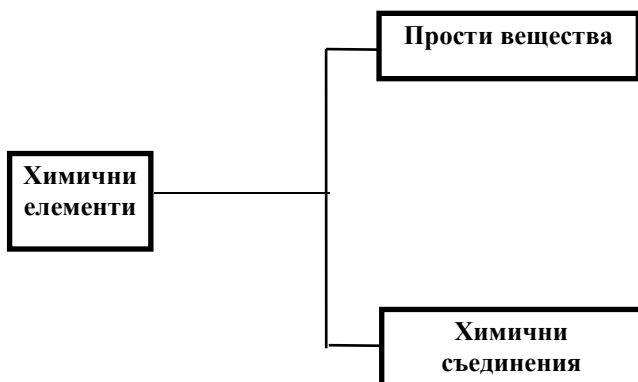 Прости вещества
Химични
елементи
Химични
съединения